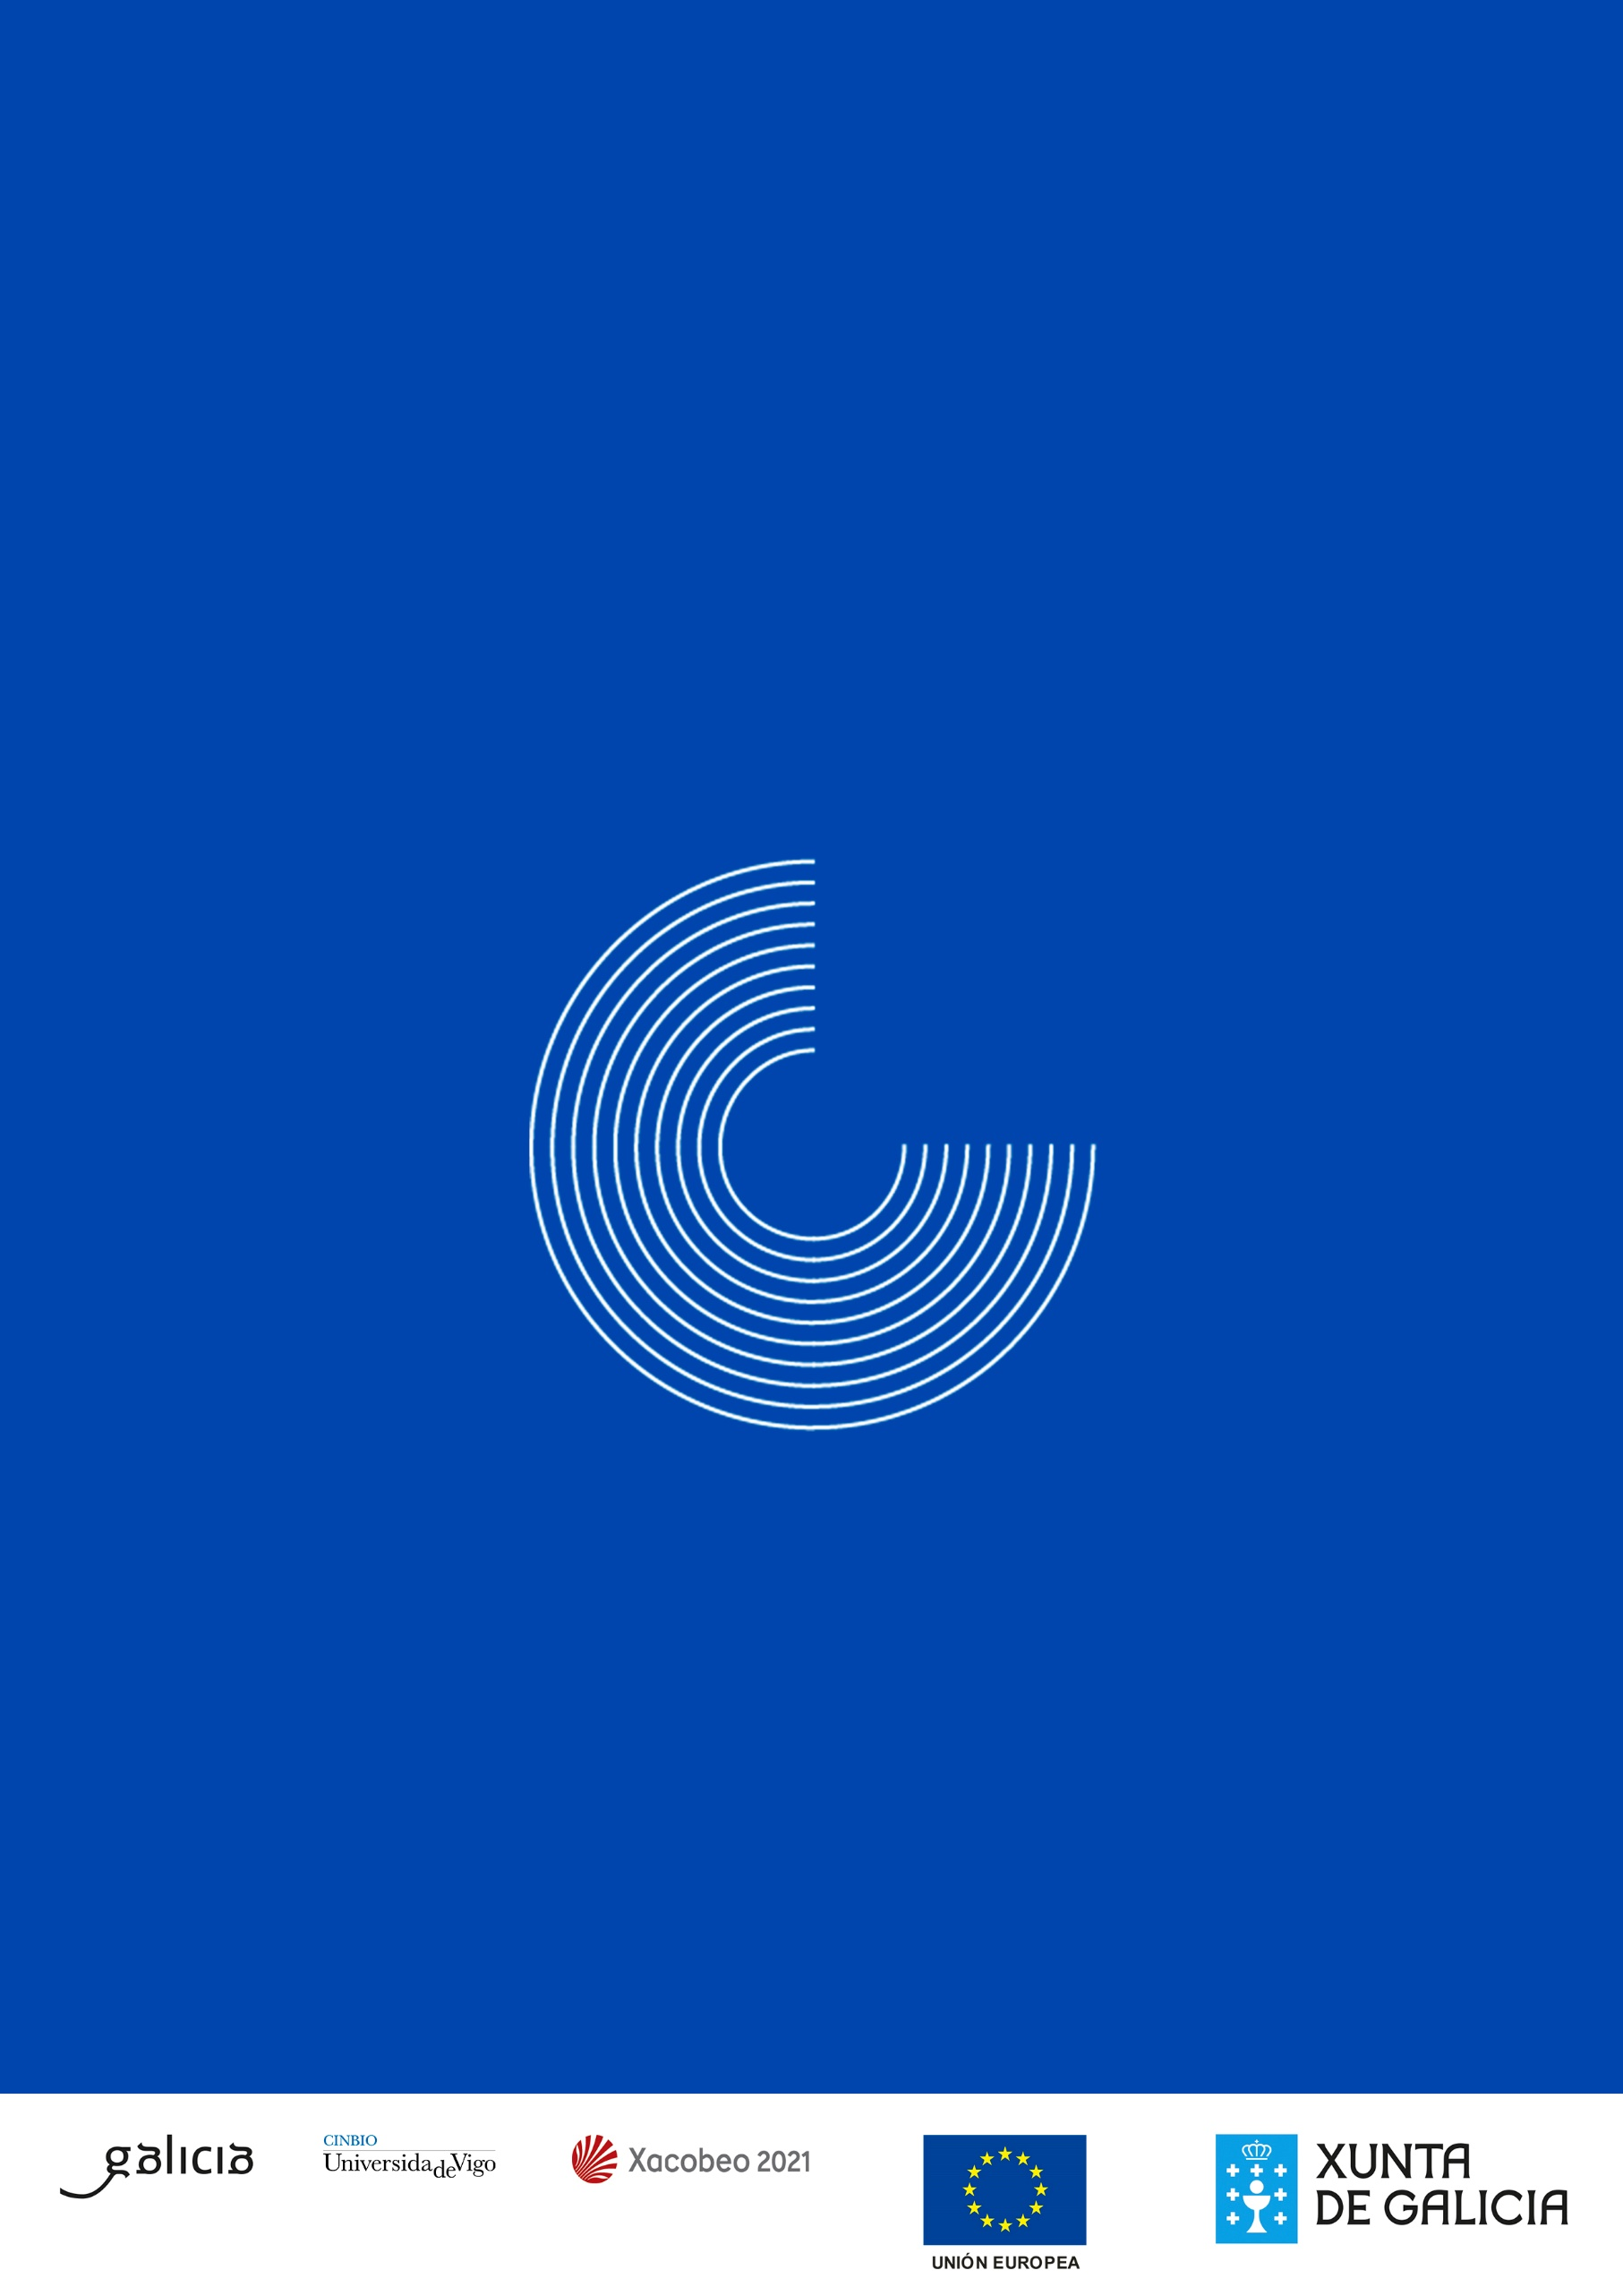 galicia
CINBIO
UniversidadeVigo
Xacobeo 2021
UNIÓN EUROPEA
XUNTA
DE GALICIA